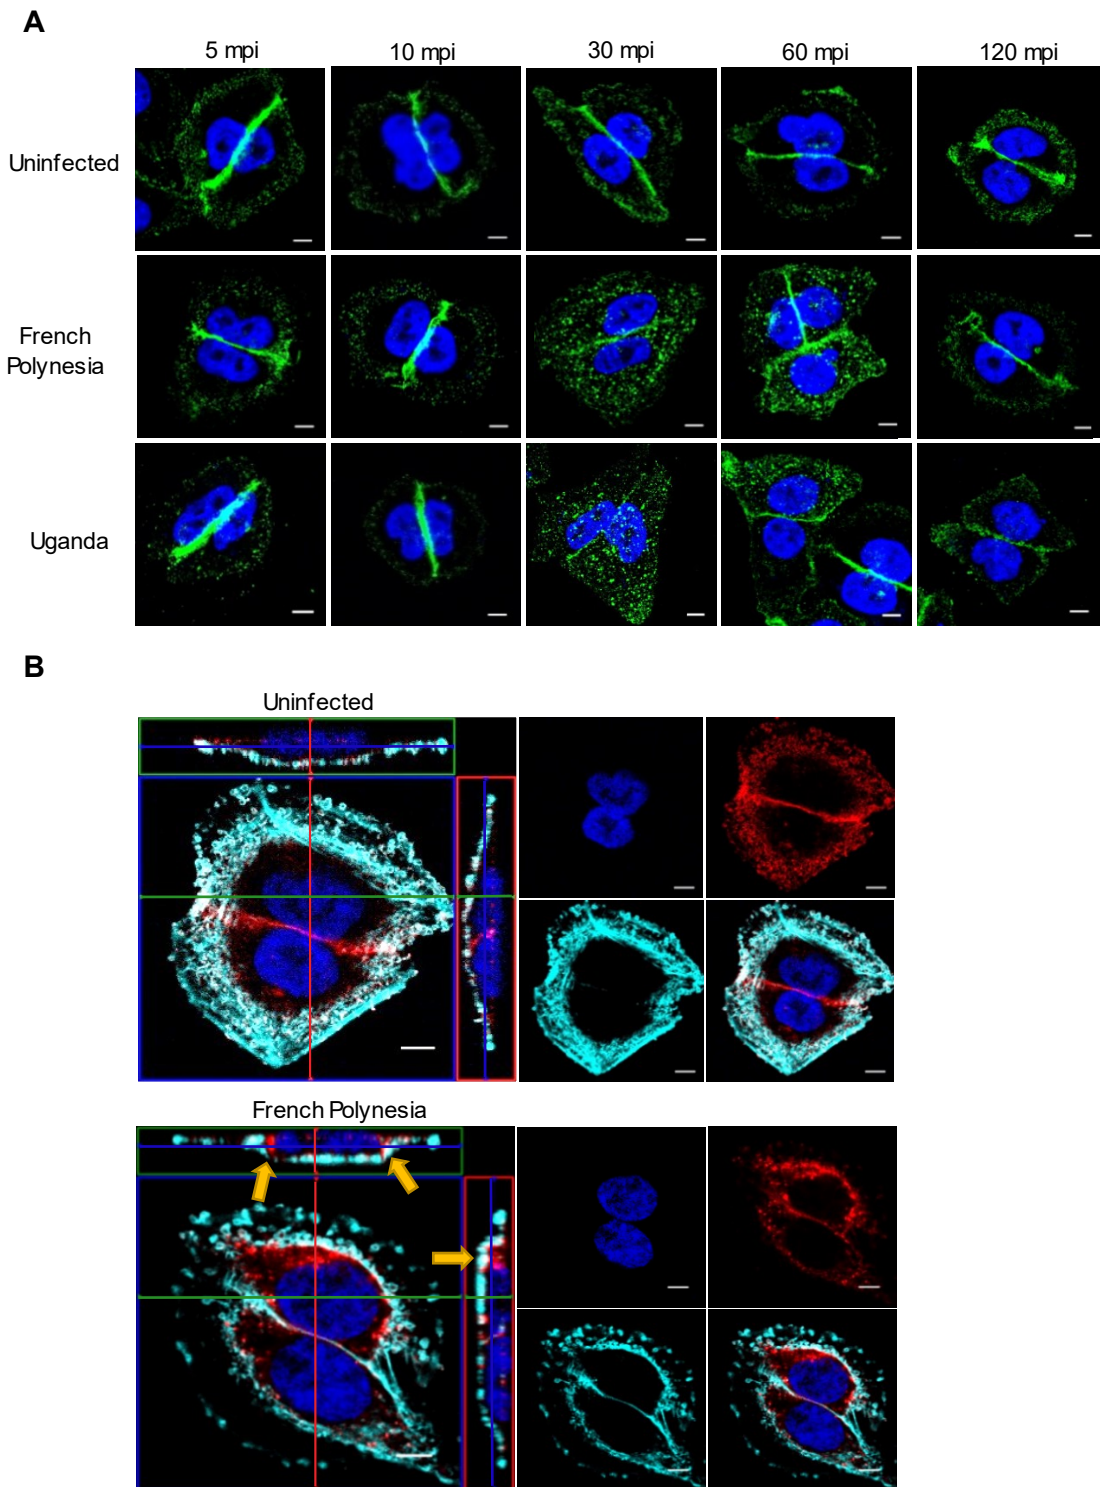 A
5 mpi 10 mpi 30 mpi 60 mpi 120 mpi
Uninfected
French
Polynesia
Uganda
B
Uninfected
French Polynesia